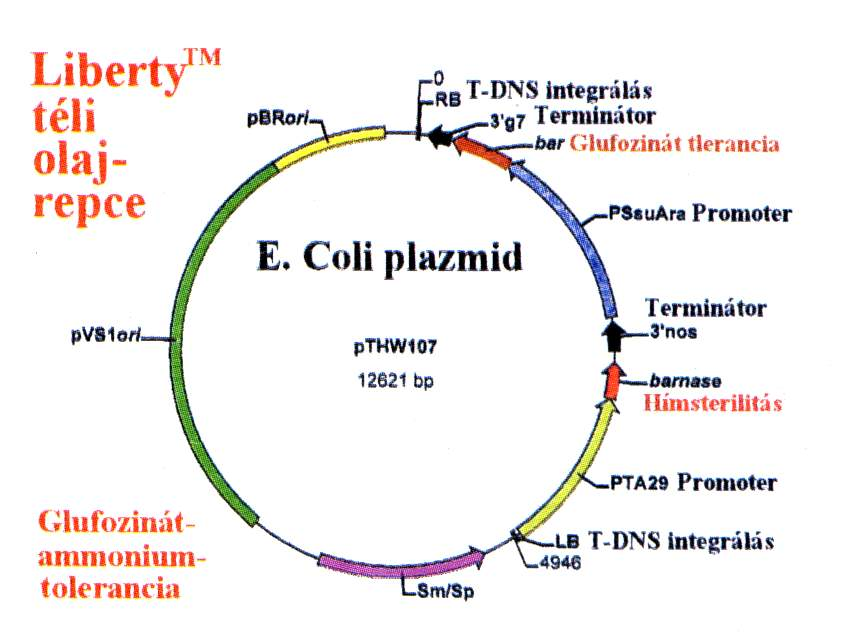 Liberty™
téli
olaj-
repce
0
RB T-DNS integrálás
3'g7 Terminátor
bar Glufozinát tlerancia
pBRori
PSsuAra Promoter
E. Coli plazmid
Terminátor
3'nos
pVS1ori
pTHW107
12621 bp
barnase
Hímsterilitás
PTA29 Promoter
LB T-DNS integrálás
4946
Glufozinát-
ammonium-
tolerancia
Sm/Sp